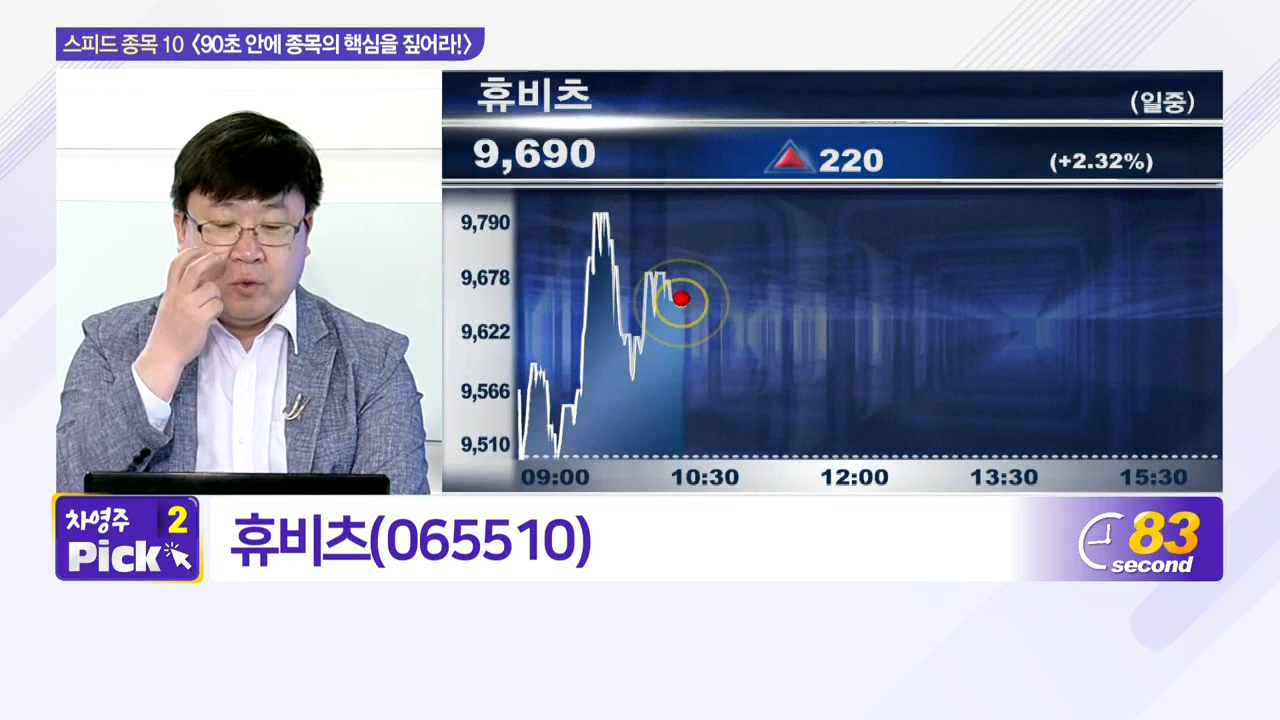 스피드 종목 10 <90초 안에 종목의 핵심을 짚어라!>
휴비츠
(일중)
9,690
220
(+2.32%)
9,790
9,678
9,622
9,566
9,510
09:00
10:30
12:00
13:30
15:30
차영주 2
Pick
휴비츠(065510)
83
second